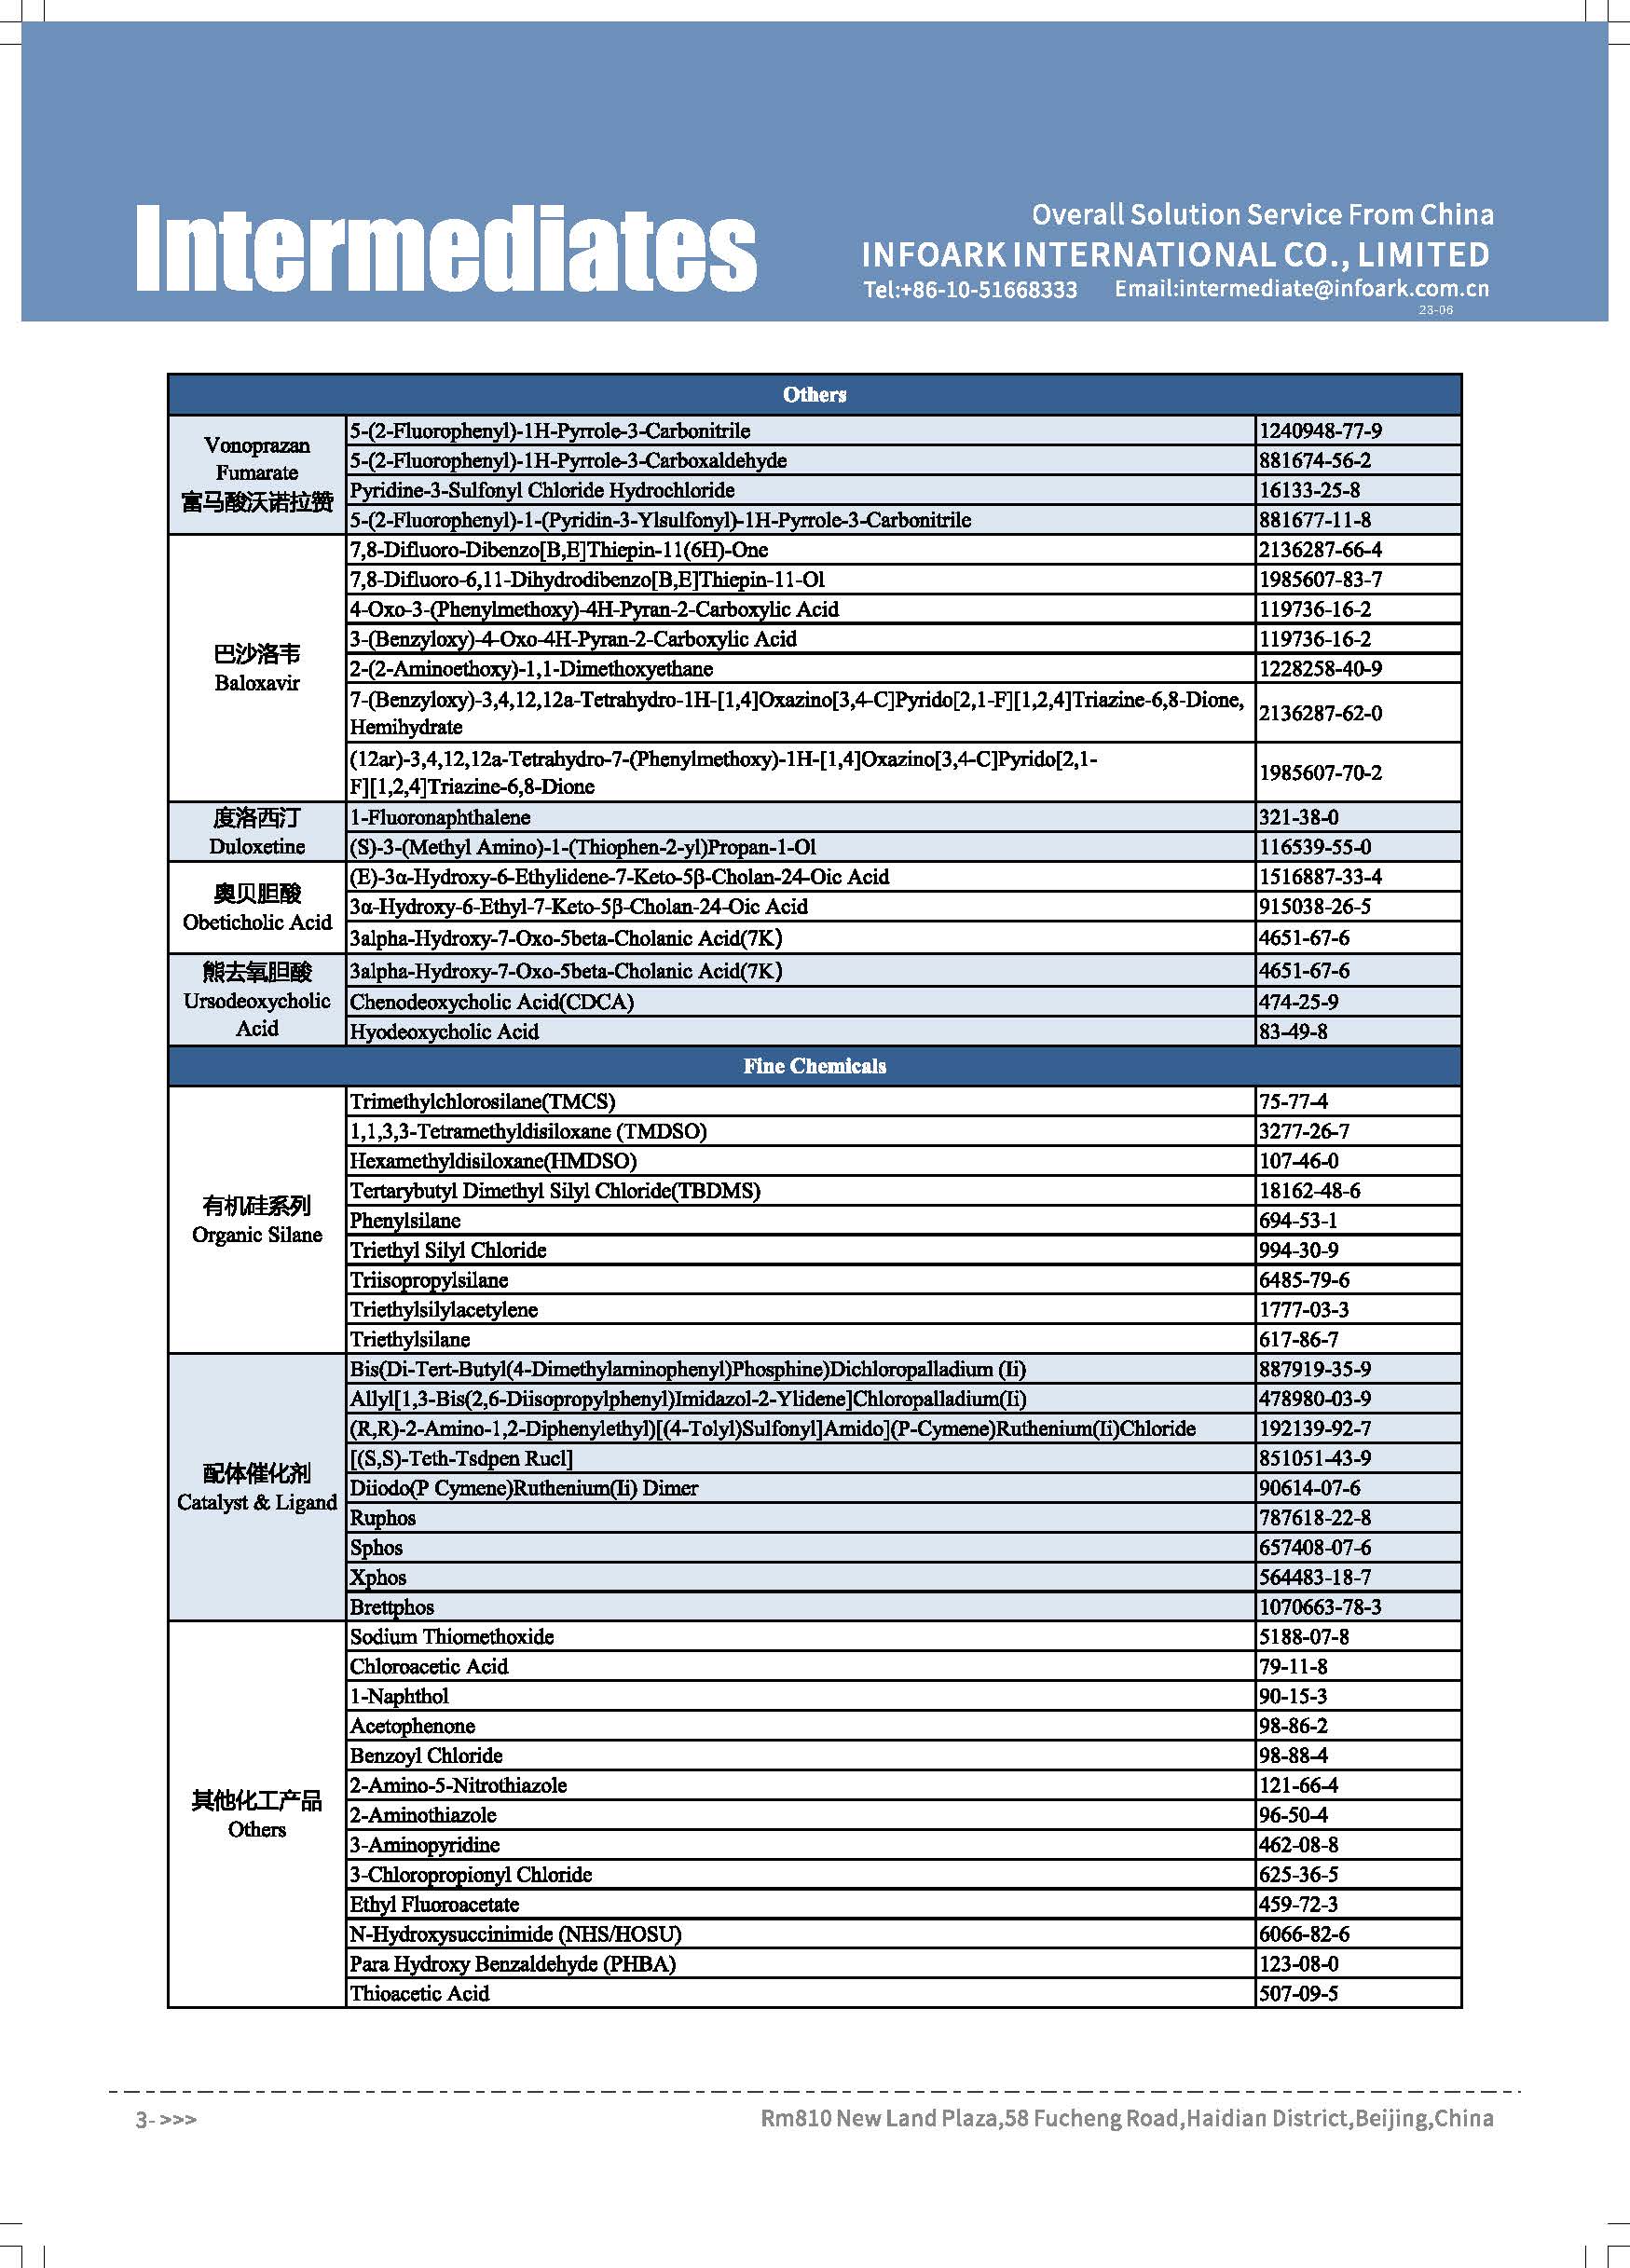 Intermediates
Overall Solution Service From China
INFOARK INTERNATIONAL CO., LIMITED
Tel:+86-10-51668333 Email:intermediate@infoark.com.cn
23-06
Others
Vonoprazan
Fumarate
富马酸沃诺拉赞
5-(2-Fluorophenyl)-1H-Pyrrole-3-Carbonitrile 1240948-77-9
5-(2-Fluorophenyl)-1H-Pyrrole-3-Carboxaldehyde 881674-56-2
Pyridine-3-Sulfonyl Chloride Hydrochloride 16133-25-8
5-(2-Fluorophenyl)-1-(Pyridin-3-Ylsulfonyl)-1H-Pyrrole-3-Carbonitrile 881677-11-8
巴沙洛韦
Baloxavir
7,8-Difluoro-Dibenzo[B,E]Thiepin-11(6H)-One 2136287-66-4
7,8-Difluoro-6,11-Dihydrodibenzo[B,E]Thiepin-11-Ol 1985607-83-7
4-Oxo-3-(Phenylmethoxy)-4H-Pyran-2-Carboxylic Acid 119736-16-2
3-(Benzyloxy)-4-Oxo-4H-Pyran-2-Carboxylic Acid 119736-16-2
2-(2-Aminoethoxy)-1,1-Dimethoxyethane 1228258-40-9
7-(Benzyloxy)-3,4,12,12a-Tetrahydro-1H-[1,4]Oxazino[3,4-C]Pyrido[2,1-F][1,2,4]Triazine-6,8-Dione,
Hemihydrate 2136287-62-0
(12ar)-3,4,12,12a-Tetrahydro-7-(Phenylmethoxy)-1H-[1,4]Oxazino[3,4-C]Pyrido[2,1-
F][1,2,4]Triazine-6,8-Dione 1985607-70-2
度洛西汀
Duloxetine
1-Fluoronaphthalene 321-38-0
(S)-3-(Methyl Amino)-1-(Thiophen-2-yl)Propan-1-Ol 116539-55-0
奥贝胆酸
Obeticholic Acid
(E)-3α-Hydroxy-6-Ethylidene-7-Keto-5β-Cholan-24-Oic Acid 1516887-33-4
3α-Hydroxy-6-Ethyl-7-Keto-5β-Cholan-24-Oic Acid 915038-26-5
3alpha-Hydroxy-7-Oxo-5beta-Cholanic Acid(7K) 4651-67-6
熊去氧胆酸
Ursodeoxycholic
Acid
3alpha-Hydroxy-7-Oxo-5beta-Cholanic Acid(7K) 4651-67-6
Chenodeoxycholic Acid(CDCA) 474-25-9
Hyodeoxycholic Acid 83-49-8
Fine Chemicals
有机硅系列
Organic Silane
Trimethylchlorosilane(TMCS) 75-77-4
1,1,3,3-Tetramethyldisiloxane (TMDSO) 3277-26-7
Hexamethyldisiloxane(HMDSO) 107-46-0
Tertarybutyl Dimethyl Silyl Chloride(TBDMS) 18162-48-6
Phenylsilane 694-53-1
Triethyl Silyl Chloride 994-30-9
Triisopropylsilane 6485-79-6
Triethylsilylacetylene 1777-03-3
Triethylsilane 617-86-7
配体催化剂
Catalyst & Ligand
Bis(Di-Tert-Butyl(4-Dimethylaminophenyl)Phosphine)Dichloropalladium (Ii) 887919-35-9
Allyl[1,3-Bis(2,6-Diisopropylphenyl)Imidazol-2-Ylidene]Chloropalladium(Ii) 478980-03-9
(R,R)-2-Amino-1,2-Diphenylethyl)[(4-Tolyl)Sulfonyl]Amido](P-Cymene)Ruthenium(Ii)Chloride 192139-92-7
[(S,S)-Teth-Tsdpen Rucl] 851051-43-9
Diiodo(P Cymene)Ruthenium(Ii) Dimer 90614-07-6
Ruphos 787618-22-8
Sphos 657408-07-6
Xphos 564483-18-7
Brettphos 1070663-78-3
其他化工产品
Others
Sodium Thiomethoxide 5188-07-8
Chloroacetic Acid 79-11-8
1-Naphthol 90-15-3
Acetophenone 98-86-2
Benzoyl Chloride 98-88-4
2-Amino-5-Nitrothiazole 121-66-4
2-Aminothiazole 96-50-4
3-Aminopyridine 462-08-8
3-Chloropropionyl Chloride 625-36-5
Ethyl Fluoroacetate 459-72-3
N-Hydroxysuccinimide (NHS/HOSU) 6066-82-6
Para Hydroxy Benzaldehyde (PHBA) 123-08-0
Thioacetic Acid 507-09-5
3- >>>
Rm810 New Land Plaza,58 Fucheng Road,Haidian District,Beijing,China